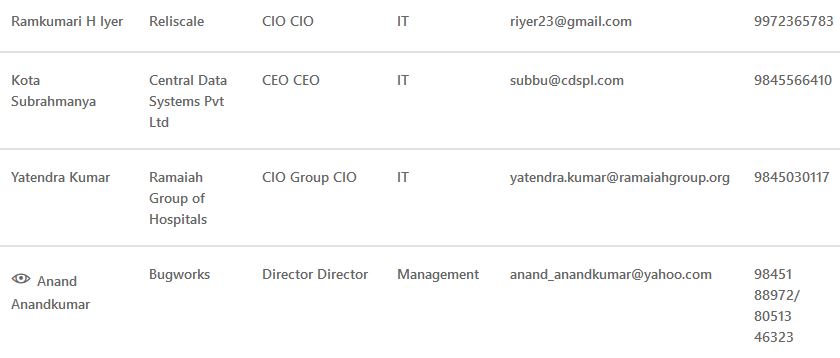 Ramkumari H Iyer Reliscale CIO CIO IT riyer23@gmail.com 9972365783
Kota Central Data CEO CEO IT subbu@cdspl.com 9845566410
Subrahmanya Systems Pvt
Ltd
Yatendra Kumar Ramaiah CIO Group CIO IT yatendra.kumar@ramaiahgroup.org 9845030117
Group of
Hospitals
Anand Bugworks Director Director Management anand_anandkumar@yahoo.com 98451
Anandkumar 88972/
80513
46323